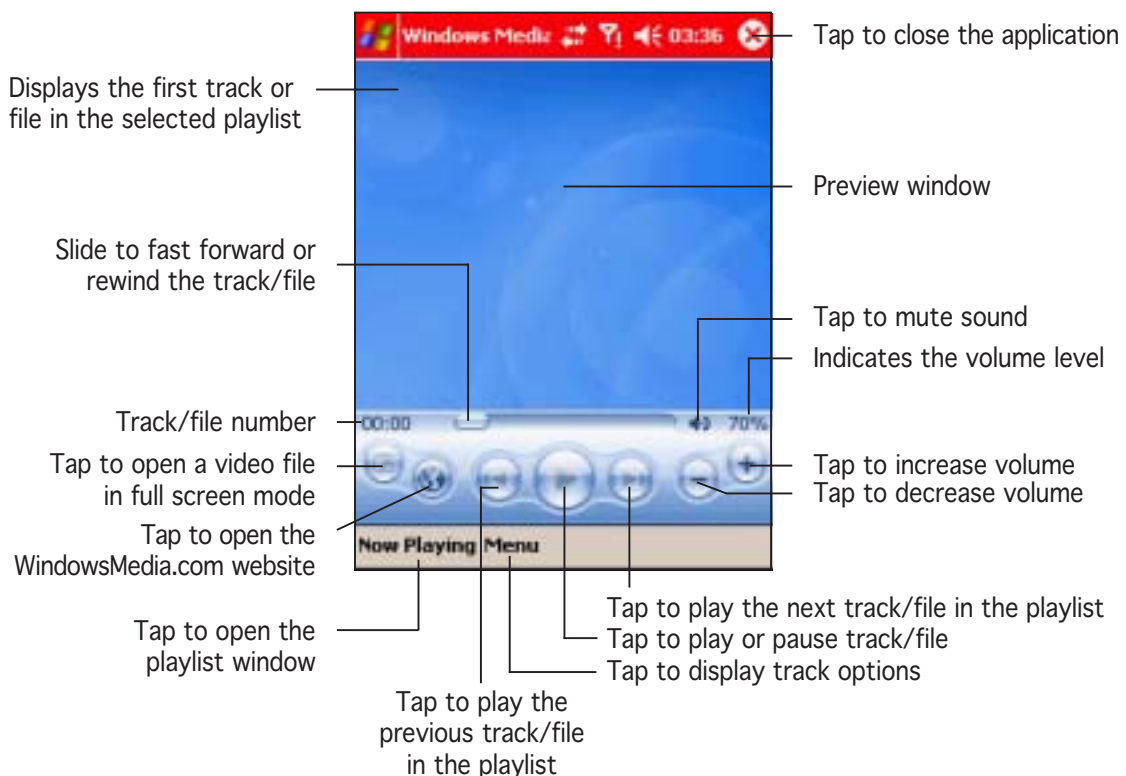 Windows Media 03:36
Tap to close the application
Displays the first track or
file in the selected playlist
Preview window
Slide to fast forward or
rewind the track/file
Tap to mute sound
Indicates the volume level
Track/file number
00:00
70%
Tap to open a video file
in full screen mode
Tap to increase volume
Tap to decrease volume
Tap to open the
WindowsMedia.com website
Now Playing Menu
Tap to play the next track/file in the playlist
Tap to play or pause track/file
Tap to display track options
Tap to open the
playlist window
Tap to play the
previous track/file
in the playlist